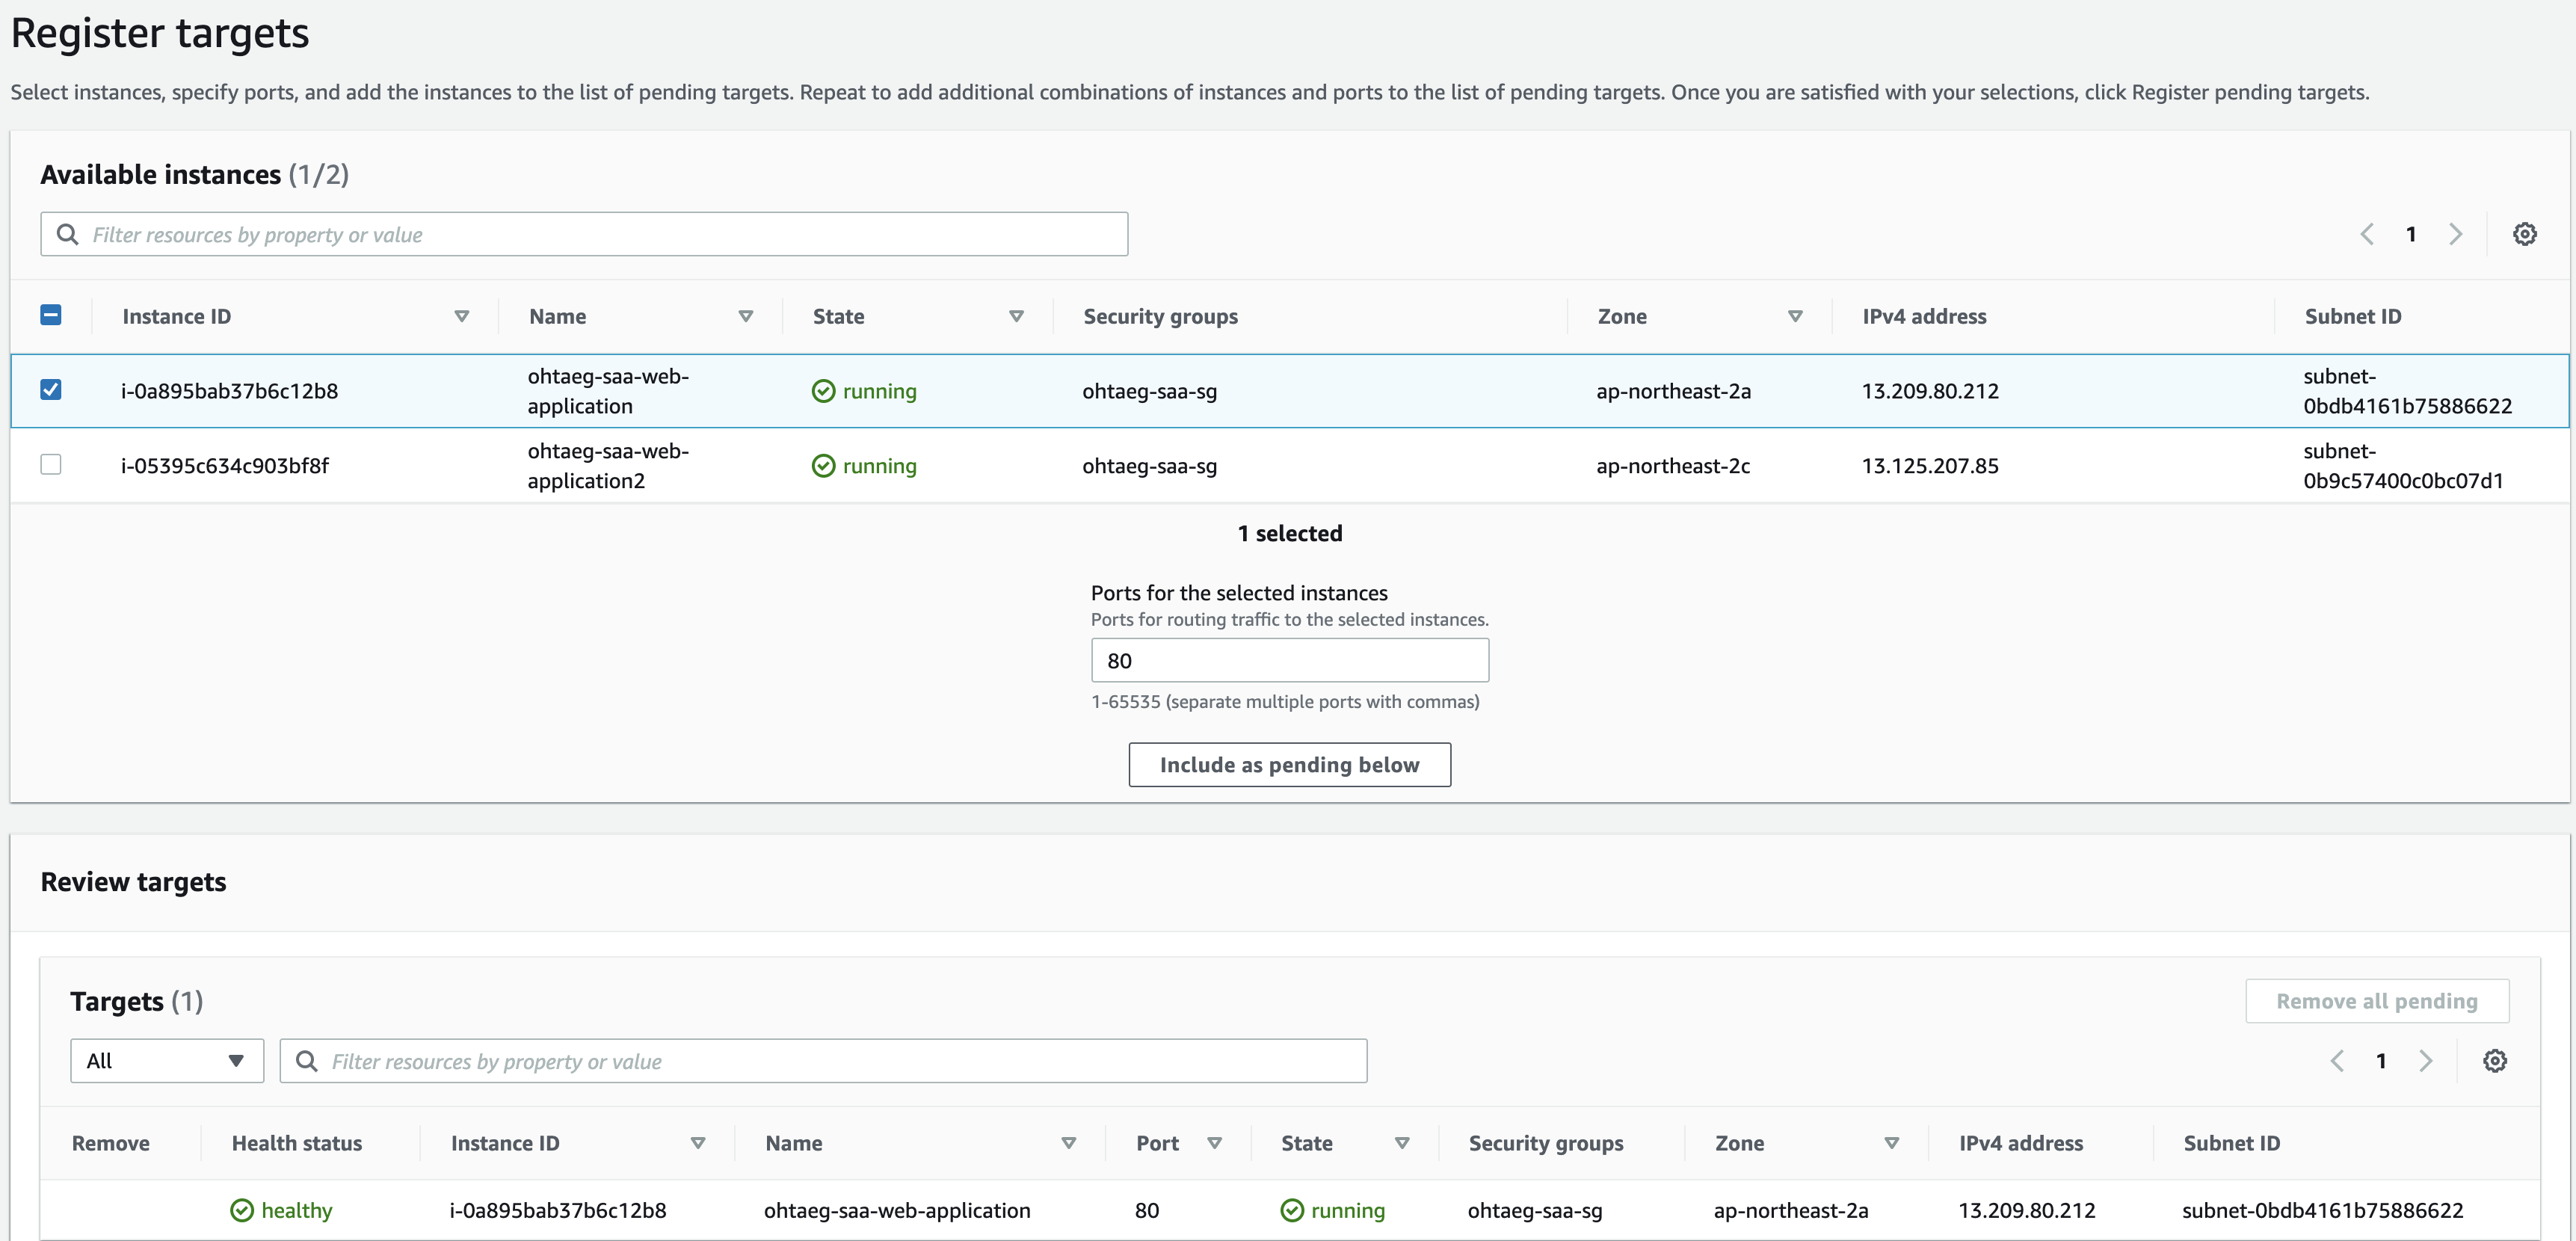 Register targets
Select instances, specify ports, and add the instances to the list of pending targets. Repeat to add additional combinations of instances and ports to the list of pending targets. Once you are satisfied with your selections, click Register pending targets.
Available instances (1/2)
Filter resources by property or value
1
Instance ID Name State Security groups Zone IPv4 address Subnet ID
i-0a895bab37b6c12b8 ohtaeg-saa-web-application running ohtaeg-saa-sg ap-northeast-2a 13.209.80.212 subnet-0bdb4161b75886622
i-05395c634c903bf8f ohtaeg-saa-web-application2 running ohtaeg-saa-sg ap-northeast-2c 13.125.207.85 subnet-0b9c57400c0bc07d1
1 selected
Ports for the selected instances
Ports for routing traffic to the selected instances.
80
1-65535 (separate multiple ports with commas)
Include as pending below
Review targets
Targets (1)
Remove all pending
All
Filter resources by property or value
1
Remove Health status Instance ID Name Port State Security groups Zone IPv4 address Subnet ID
healthy i-0a895bab37b6c12b8 ohtaeg-saa-web-application 80 running ohtaeg-saa-sg ap-northeast-2a 13.209.80.212 subnet-0bdb4161b75886622